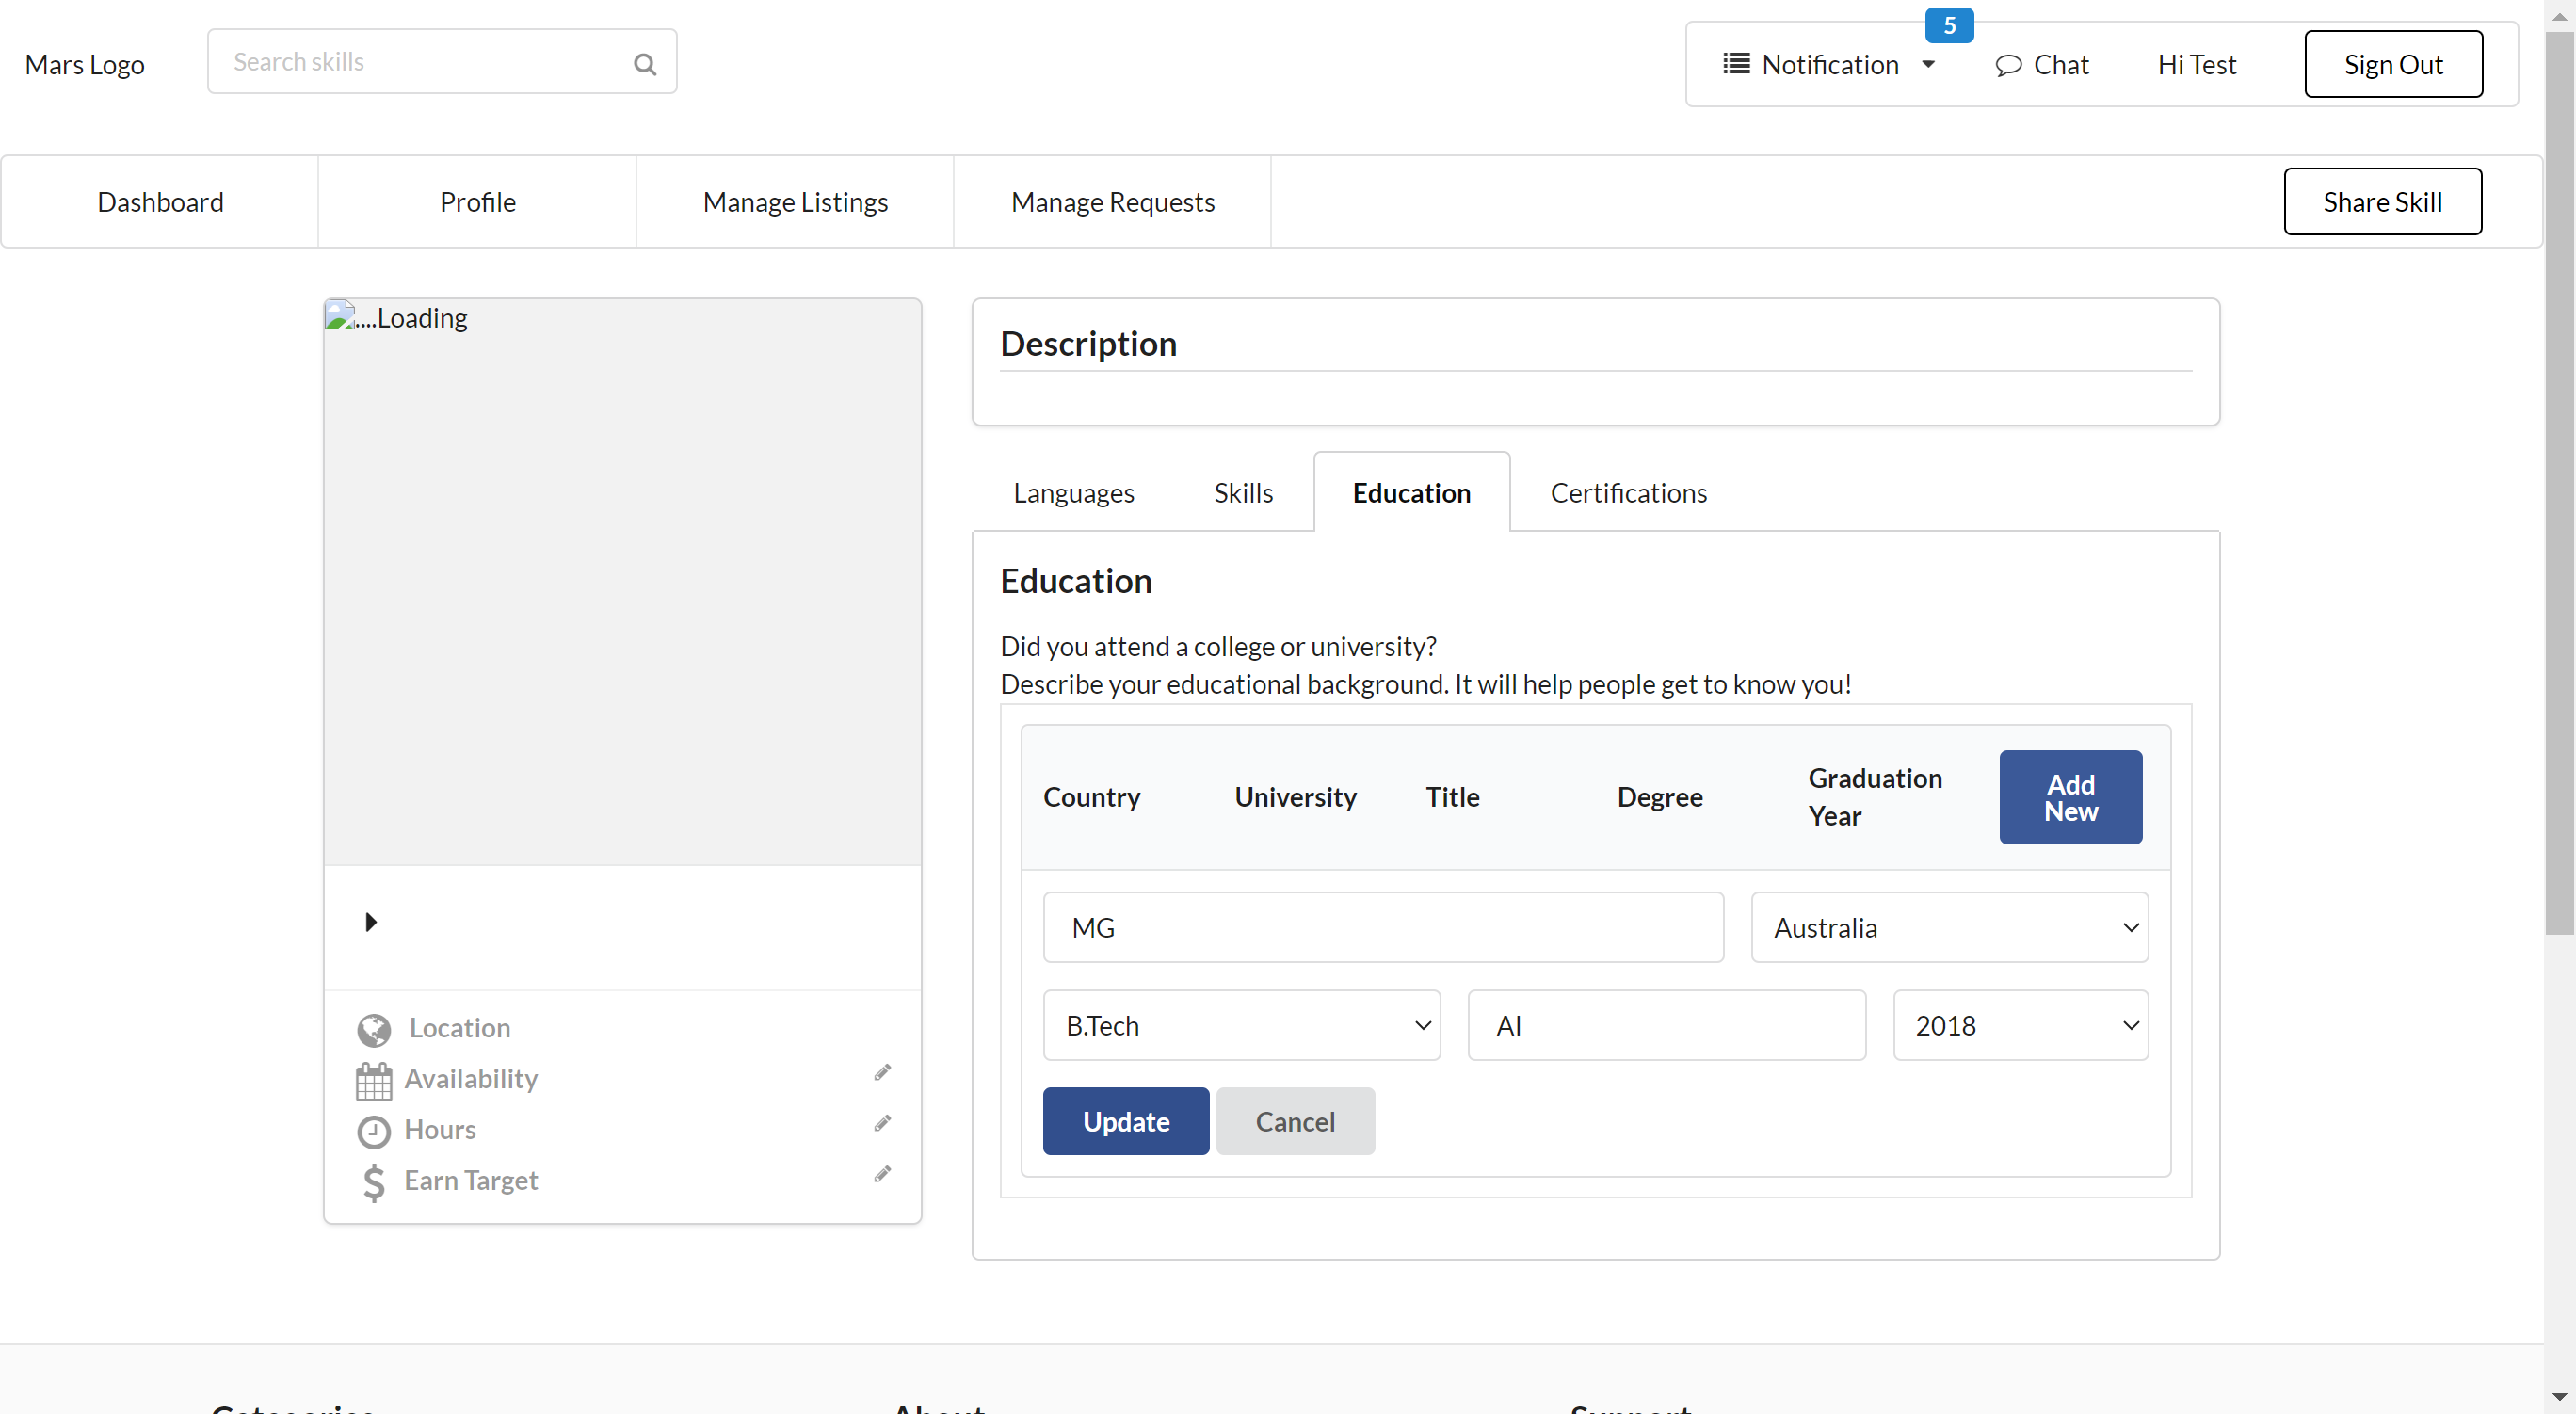 Mars Logo
Search skills
5
Notification
Chat
Hi Test
Sign Out
Dashboard
Profile
Manage Listings
Manage Requests
Share Skill
....Loading
Location
Availability
Hours
Earn Target
Description
Languages
Skills
Education
Certifications
Education
Did you attend a college or university?
Describe your educational background. It will help people get to know you!
Country
University
Title
Degree
Graduation
Year
Add
New
MG
Australia
B.Tech
AI
2018
Update
Cancel
Categories
About
Support